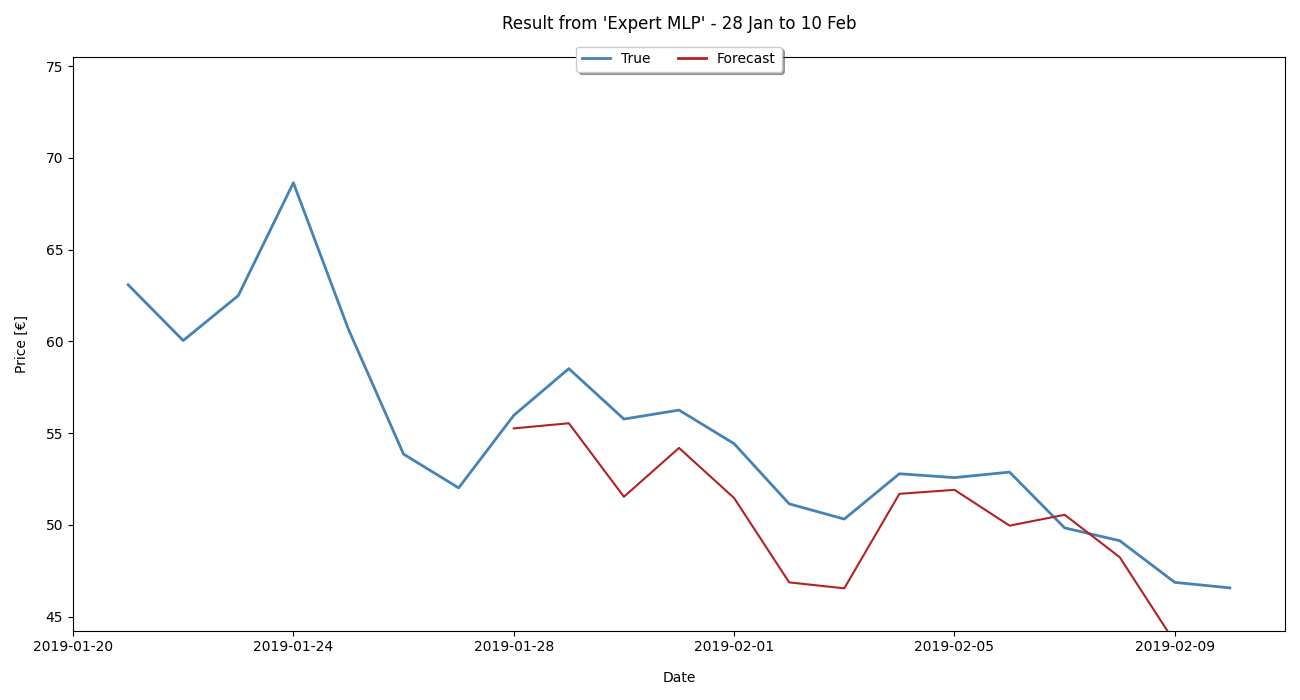 Result from 'Expert MLP' - 28 Jan to 10 Feb
True Forecast
75
70
65
60
55
50
45
Price [€]
2019-01-20 2019-01-24 2019-01-28 2019-02-01 2019-02-05 2019-02-09
Date